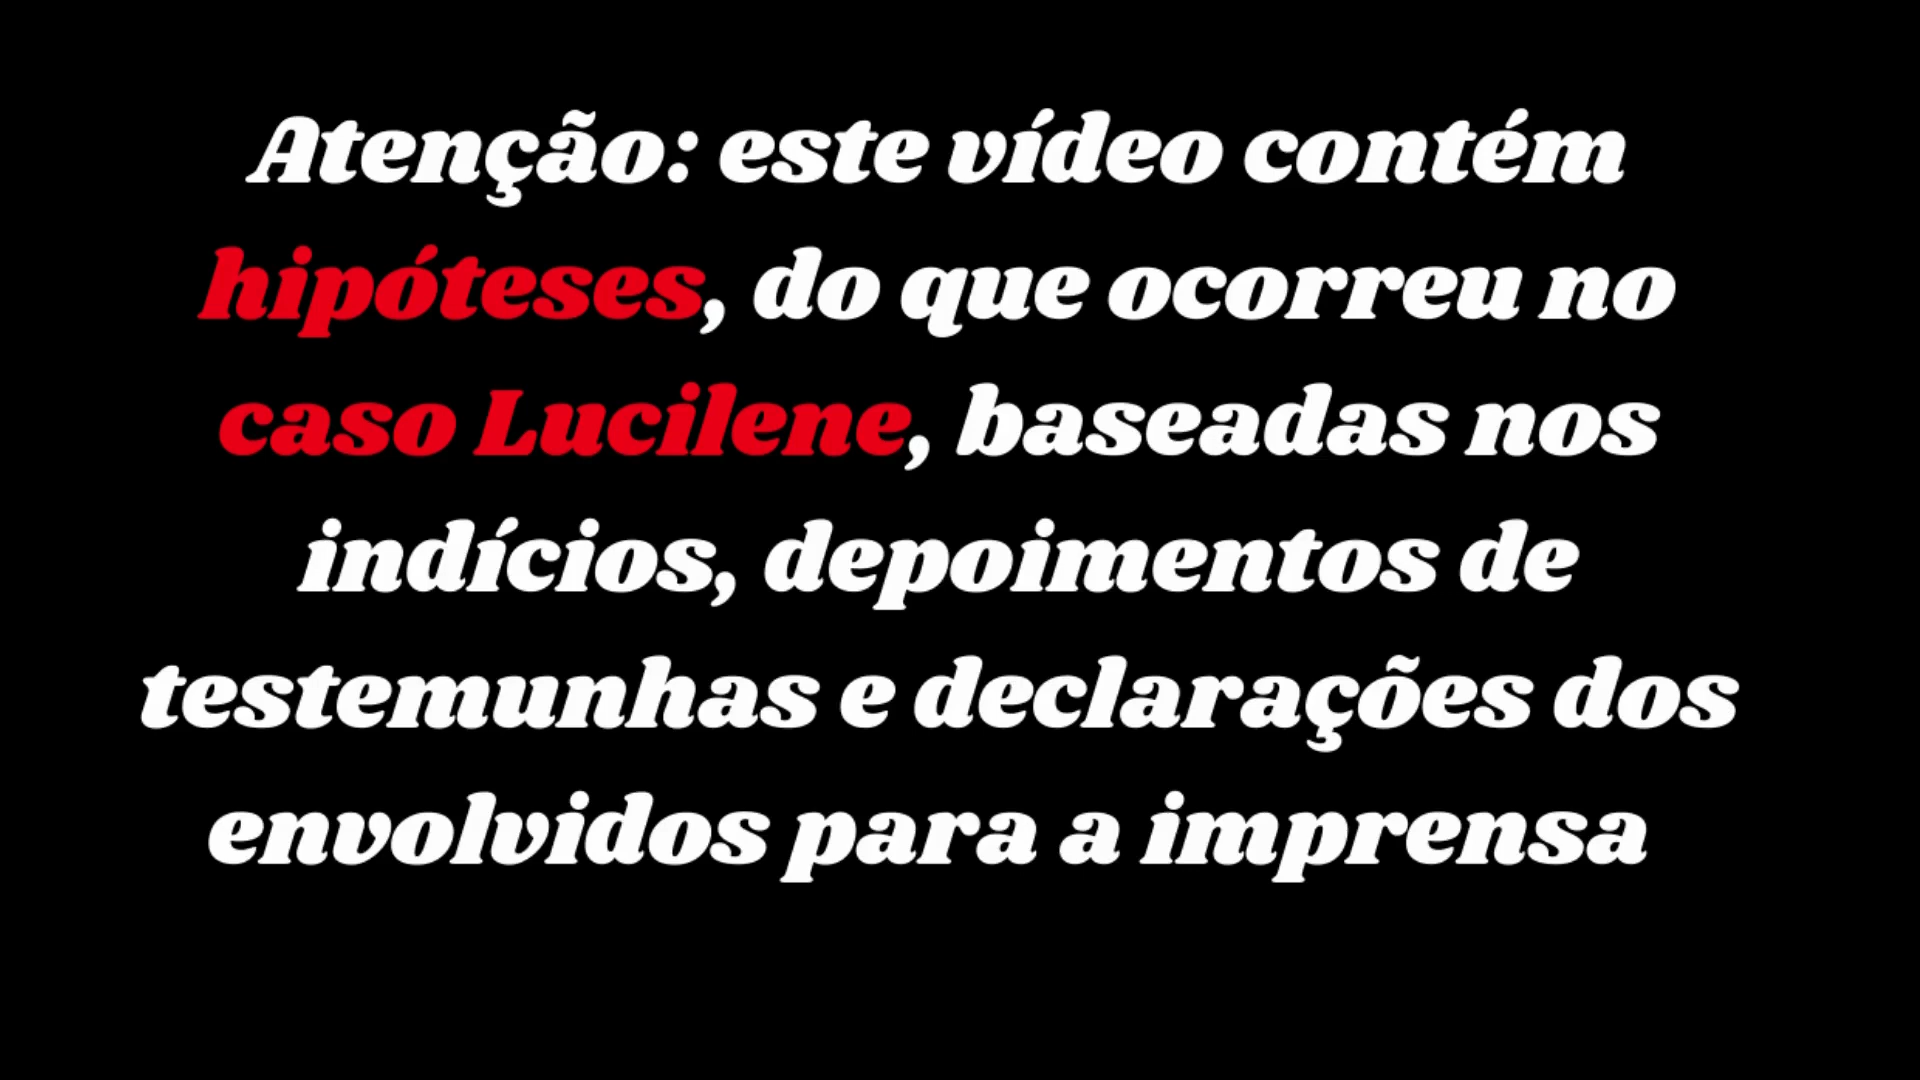 Atenção: este vídeo contém
hipóteses, do que ocorreu no
caso Lucilene, baseadas nos
indícios, depoimentos de
testemunhas e declarações dos
envolvidos para a imprensa